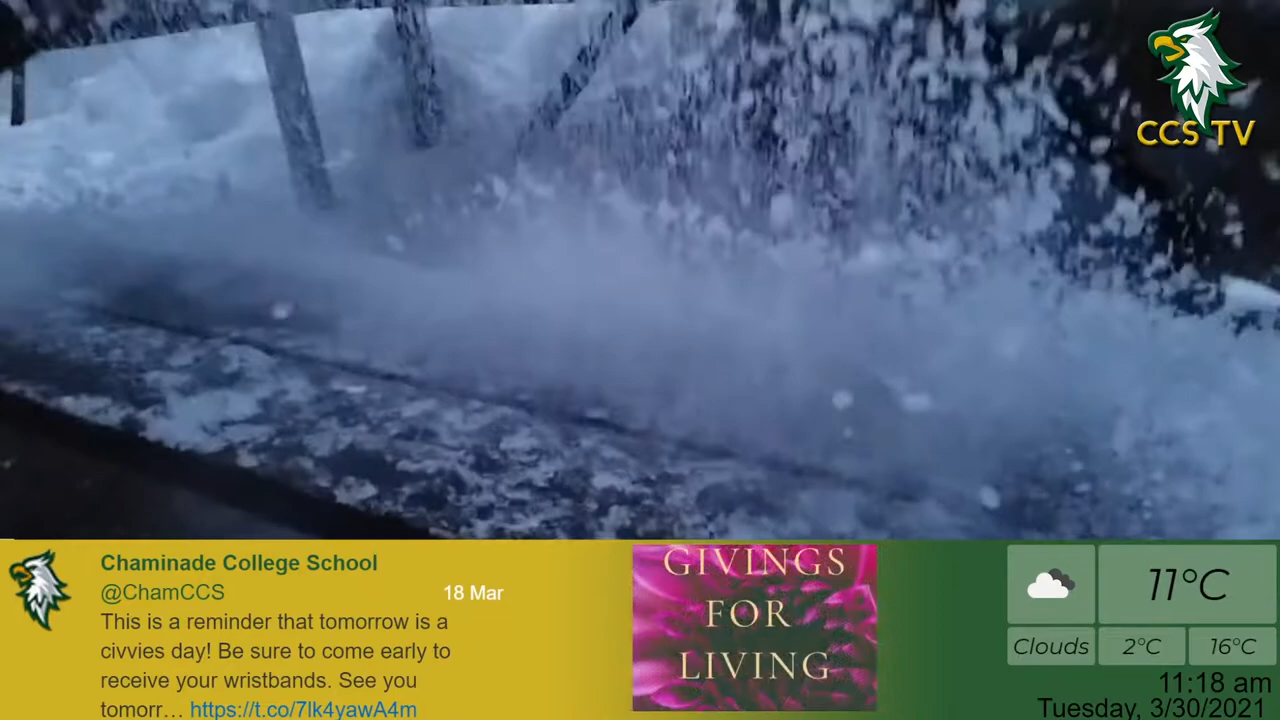 CCS TV
Chaminade College School
@ChamCCS
18 Mar
This is a reminder that tomorrow is a
civvies day! Be sure to come early to
receive your wristbands. See you
tomorr… https://t.co/7lk4yawA4m
GIVINGS
FOR
LIVING
11°C
Clouds
2°C
16°C
11:18 am
Tuesday, 3/30/2021